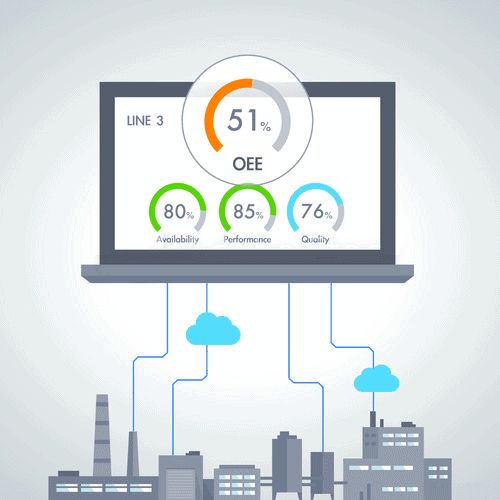 LINE 3
51%
OEE
80%
Availability
85%
Performance
76%
Quality